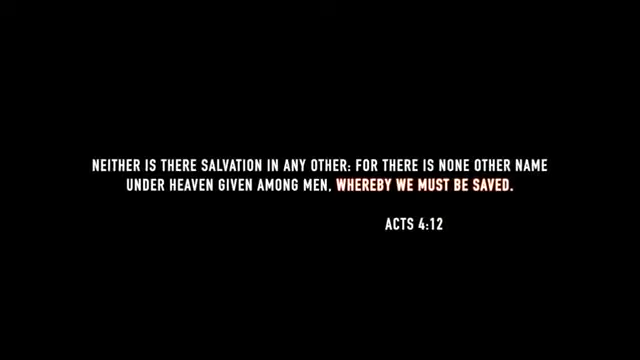 NEITHER IS THERE SALVATION IN ANY OTHER: FOR THERE IS NONE OTHER NAME
UNDER HEAVEN GIVEN AMONG MEN, WHEREBY WE MUST BE SAVED.
ACTS 4:12